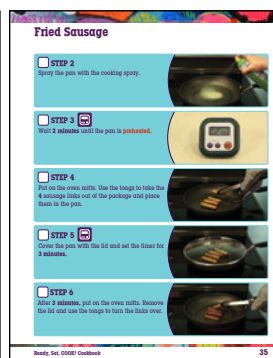 Fried Sausage
STEP 2
Spray the pan with the cooking spray.
STEP 3
Wait 2 minutes until the pan is preheated.
STEP 4
Put on the oven mitts. Use the tongs to take the
4 sausage links out of the package and place
them in the pan.
STEP 5
Cover the pan with the lid and set the timer for
3 minutes.
STEP 6
After 3 minutes, put on the oven mitts. Remove
the lid and use the tongs to turn the links over.
Ready, Set, COOK! Cookbook
35